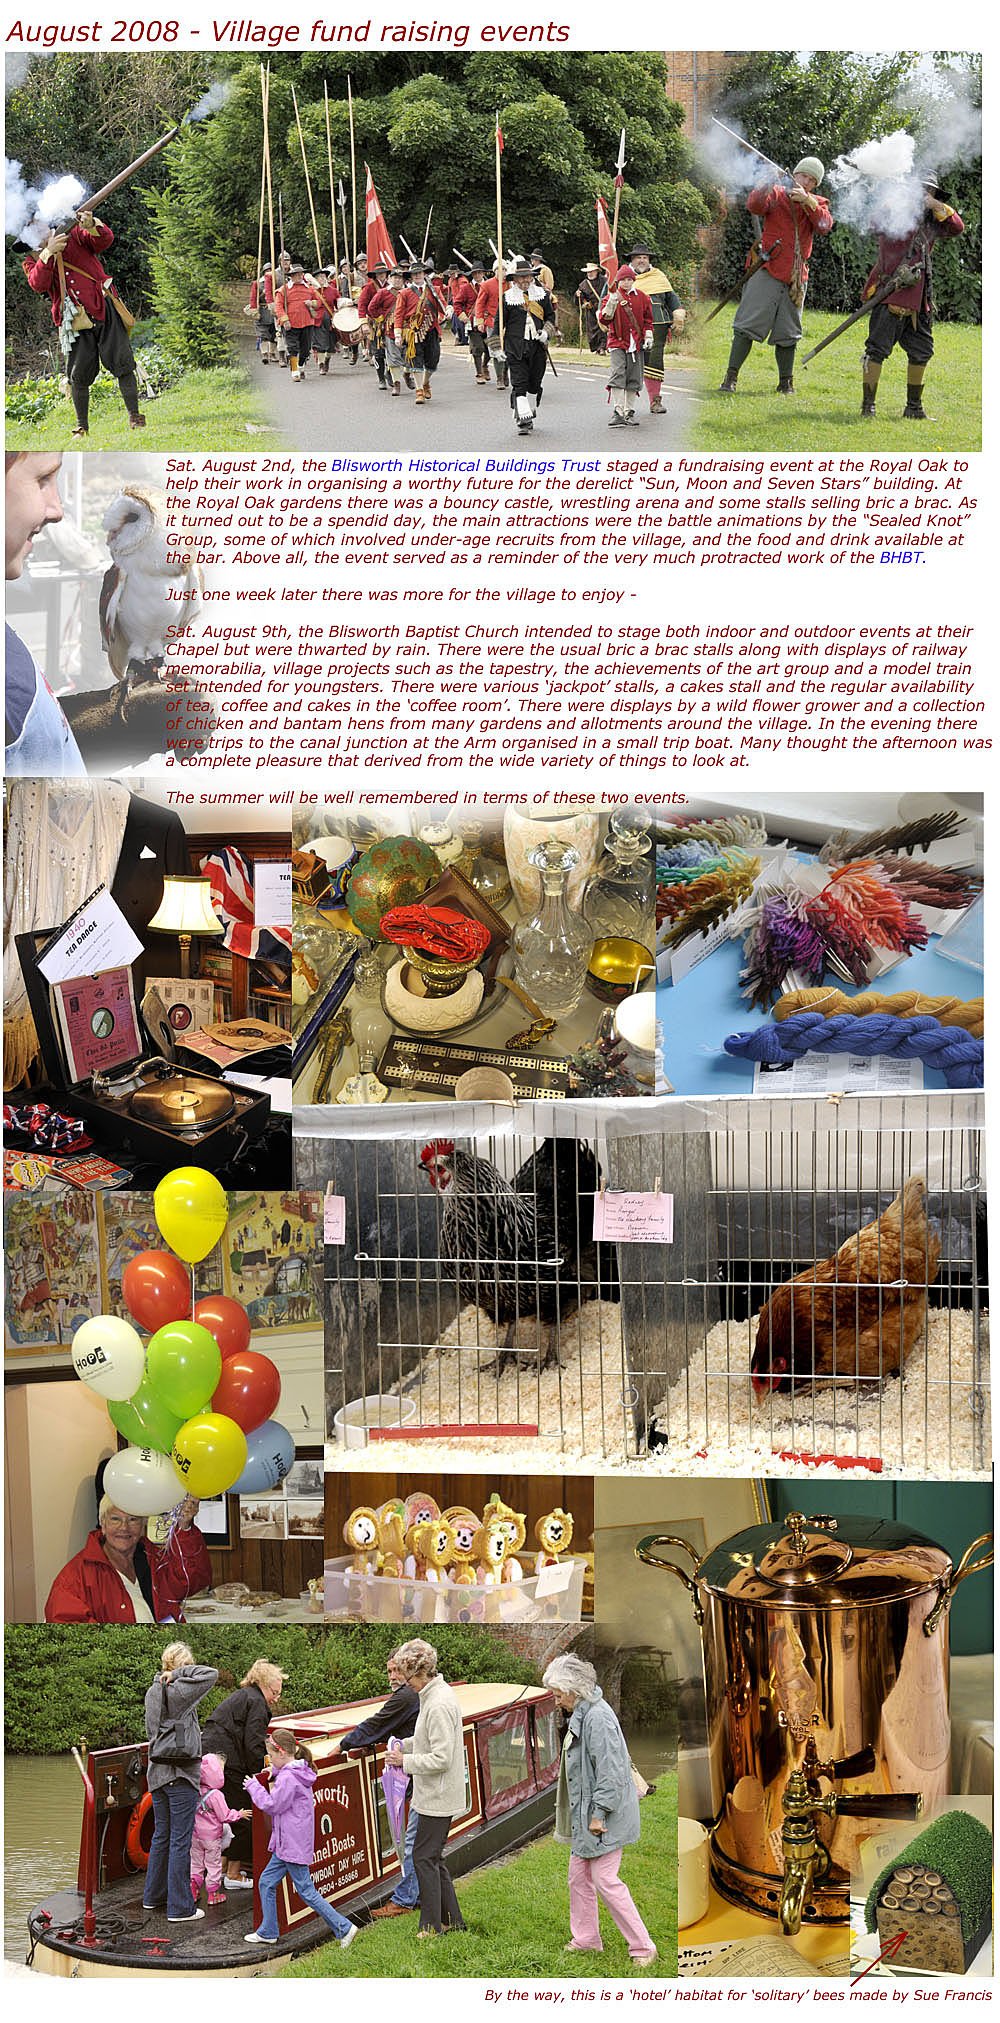 August 2008 - Village fund raising events
Sat. August 2nd, the Blisworth Historical Buildings Trust staged a fundraising event at the Royal Oak to
help their work in organising a worthy future for the derelict “Sun, Moon and Seven Stars” building. At
the Royal Oak gardens there was a bouncy castle, wrestling arena and some stalls selling bric a brac. As
it turned out to be a spendid day, the main attractions were the battle animations by the “Sealed Knot”
Group, some of which involved under-age recruits from the village, and the food and drink available at
the bar. Above all, the event served as a reminder of the very much protracted work of the BHBT.
Just one week later there was more for the village to enjoy -
Sat. August 9th, the Blisworth Baptist Church intended to stage both indoor and outdoor events at their
Chapel but were thwarted by rain. There were the usual bric a brac stalls along with displays of railway
memorabilia, village projects such as the tapestry, the achievements of the art group and a model train
set intended for youngsters. There were various ‘jackpot’ stalls, a cakes stall and the regular availability
of tea, coffee and cakes in the ‘coffee room’. There were displays by a wild flower grower and a collection
of chicken and bantam hens from many gardens and allotments around the village. In the evening there
were trips to the canal junction at the Arm organised in a small trip boat. Many thought the afternoon was
a complete pleasure that derived from the wide variety of things to look at.
The summer will be well remembered in terms of these two events.
1940
TEA DANCE
TEA
HOPE
HOPE
HOPE
sworth
nnel Boats
OWBOAT DAY HIRE
01604-858868
By the way, this is a ‘hotel’ habitat for ‘solitary’ bees made by Sue Francis